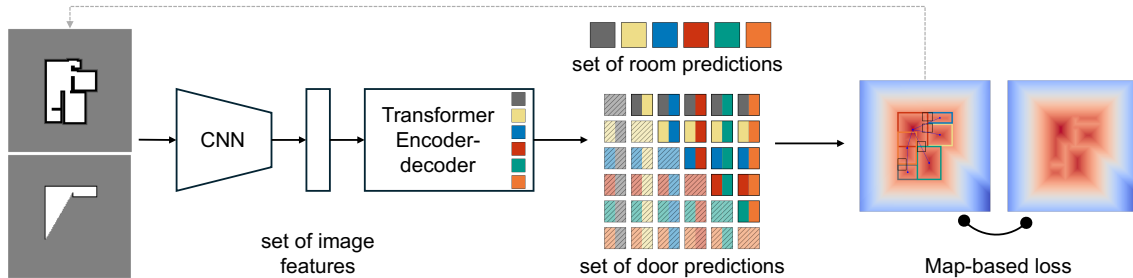 CNN
Transformer
Encoder-
decoder
set of image
features
set of room predictions
set of door predictions
Map-based loss